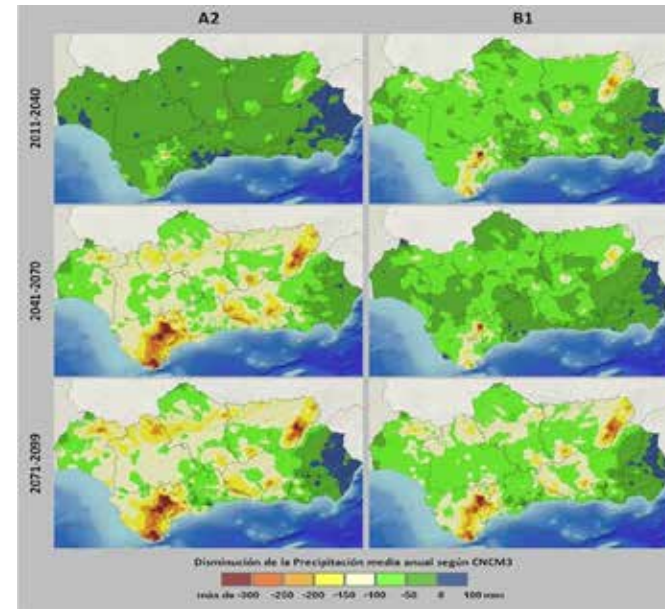 A2 B1
2011-2040
2041-2070
2071-2099
Disminución de la Precipitación media anual según CNCM3
más de -300 -250 -200 -150 -100 -50 0 100 mm